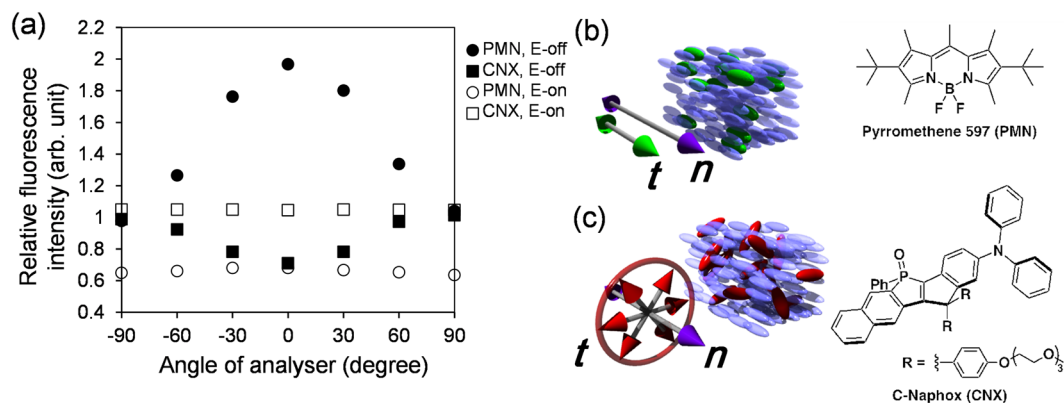 (a)
Relative fluorescence
intensity (arb. unit)
2.2
2
1.8
1.6
1.4
1.2
1
0.8
0.6
0.4
-90 -60 -30 0 30 60 90
Angle of analyser (degree)
PMN, E-off
CNX, E-off
PMN, E-on
CNX, E-on
(b)
t n
N N
B
F F
Pyrromethene 597 (PMN)
(c)
t n
O
Ph P
N
R
R
R = O ( O ) 3
C-Naphox (CNX)